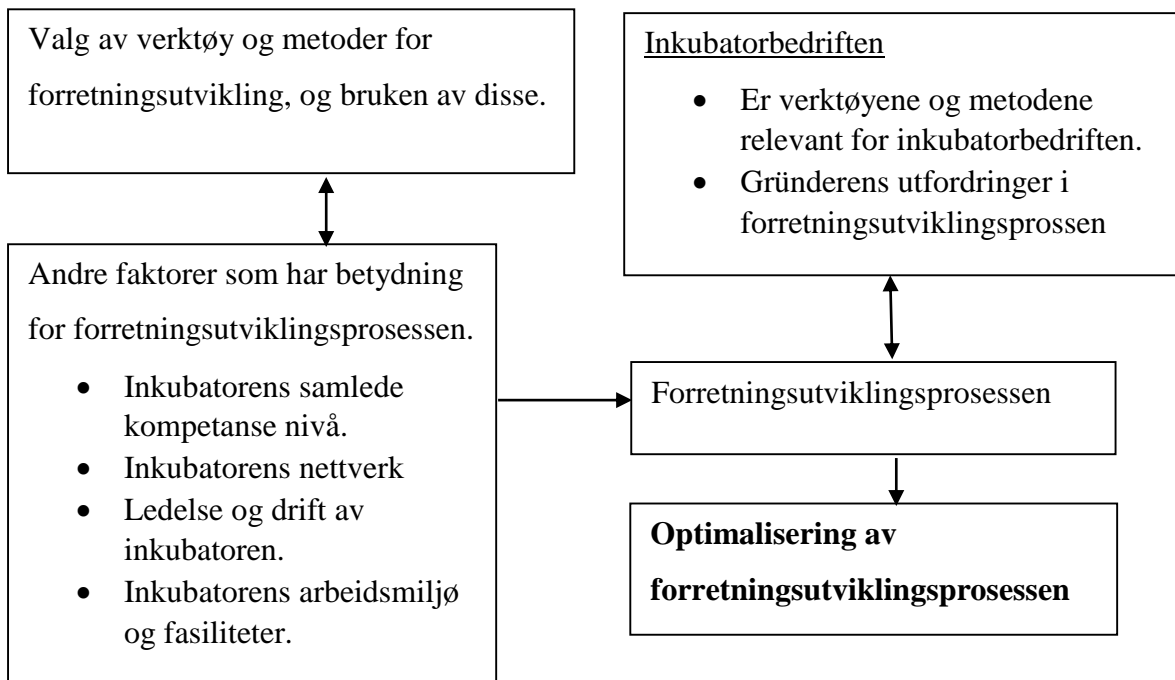 Valg av verktøy og metoder for
forretningsutvikling, og bruken av disse.
Inkubatorbedriften
• Er verktøyene og metodene
relevant for inkubatorbedriften.
• Gründerens utfordringer i
forretningsutviklingsprossen
Andre faktorer som har betydning
for forretningsutviklingsprosessen.
• Inkubatorens samlede
kompetanse nivå.
• Inkubatorens nettverk
• Ledelse og drift av
inkubatoren.
• Inkubatorens arbeidsmiljø
og fasiliteter.
Forretningsutviklingsprosessen
Optimalisering av
forretningsutviklingsprosessen